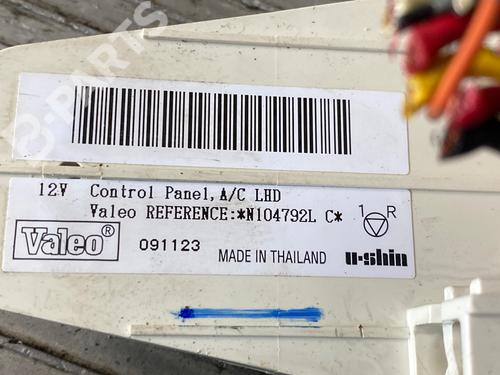 B-PARTS
12V Control Panel, A/C LHD
Valeo REFERENCE:*N104792L C*
1 R
Valeo® 091123 MADE IN THAILAND u-shin